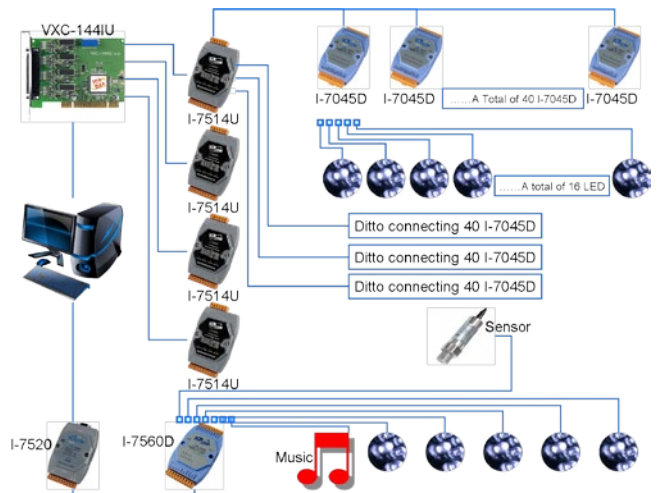 VXC-144IU
I-7514U
I-7045D
I-7045D
......A Total of 40 I-7045D
I-7045D
......A total of 16 LED
I-7514U
Ditto connecting 40 I-7045D
Ditto connecting 40 I-7045D
Ditto connecting 40 I-7045D
I-7514U
Sensor
I-7514U
I-7520
I-7560D
Music